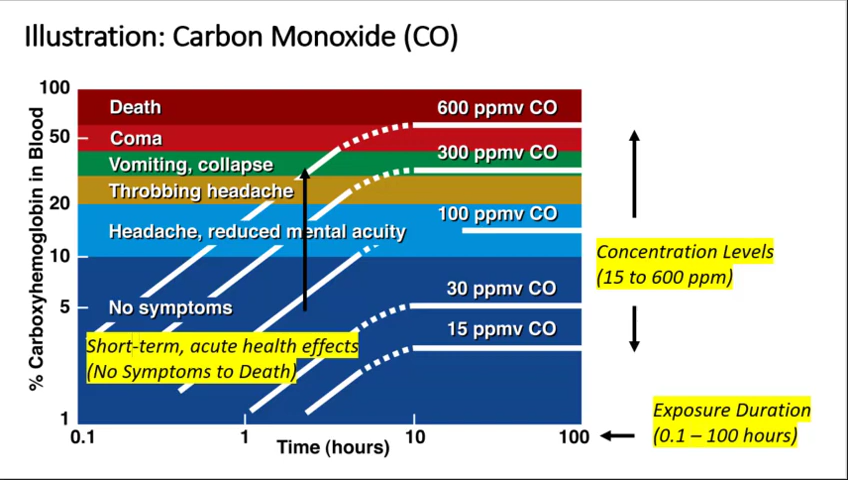 Illustration: Carbon Monoxide (CO)
% Carboxyhemoglobin in Blood
100
50
20
10
5
1
Death
Coma
Vomiting, collapse
Throbbing headache
Headache, reduced mental acuity
No symptoms
600 ppmv CO
300 ppmv CO
100 ppmv CO
30 ppmv CO
15 ppmv CO
Short-term, acute health effects
(No Symptoms to Death)
Concentration Levels
(15 to 600 ppm)
0.1
1
10
100
Time (hours)
Exposure Duration
(0.1 – 100 hours)